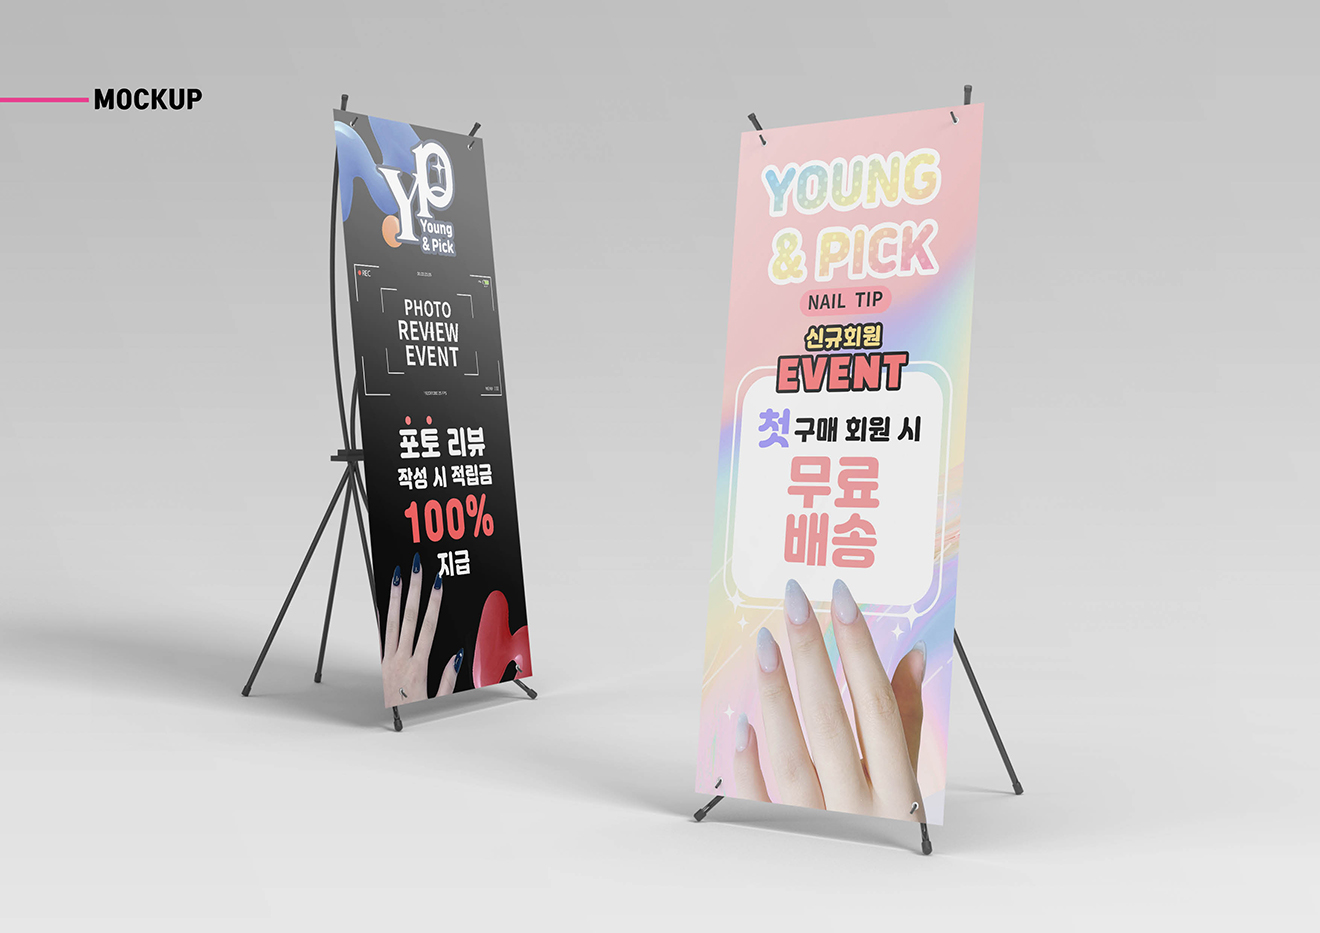 MOCKUP
YP
Young
& Pick
REC
PHOTO
REVIEW
EVENT
포토 리뷰
작성 시 적립금
100%
지급
YOUNG
& PICK
NAIL TIP
신규회원
EVENT
첫구매 회원 시
무료
배송